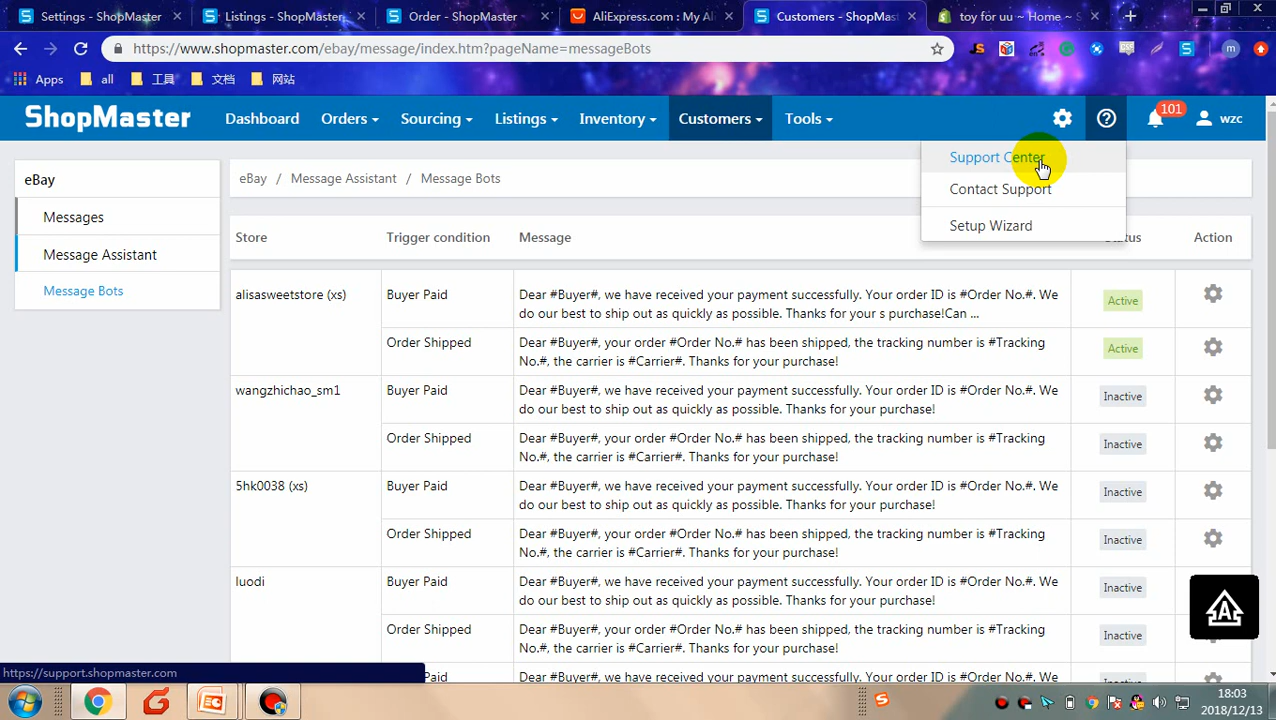 Settings - ShopMaster
Listings - ShopMaster
Order - ShopMaster
AliExpress.com : My Ali
Customers - ShopMast
toy for uu ~ Home ~ S
https://www.shopmaster.com/ebay/message/index.htm?pageName=messageBots
Apps all 工具 文档 网站
ShopMaster Dashboard Orders Sourcing Listings Inventory Customers Tools 101 wzc
Support Center
Contact Support
Setup Wizard
eBay
Messages
Message Assistant
Message Bots
eBay / Message Assistant / Message Bots
Store Trigger condition Message Status Action
alisasweetstore (xs) Buyer Paid Dear #Buyer#, we have received your payment successfully. Your order ID is #Order No.#. We
do our best to ship out as quickly as possible. Thanks for your s purchase!Can ...
Active
Order Shipped Dear #Buyer#, your order #Order No.# has been shipped, the tracking number is #Tracking
No.#, the carrier is #Carrier#. Thanks for your purchase!
Active
wangzhichao_sm1 Buyer Paid Dear #Buyer#, we have received your payment successfully. Your order ID is #Order No.#. We
do our best to ship out as quickly as possible. Thanks for your purchase!
Inactive
Order Shipped Dear #Buyer#, your order #Order No.# has been shipped, the tracking number is #Tracking
No.#, the carrier is #Carrier#. Thanks for your purchase!
Inactive
5hk0038 (xs) Buyer Paid Dear #Buyer#, we have received your payment successfully. Your order ID is #Order No.#. We
do our best to ship out as quickly as possible. Thanks for your purchase!
Inactive
Order Shipped Dear #Buyer#, your order #Order No.# has been shipped, the tracking number is #Tracking
No.#, the carrier is #Carrier#. Thanks for your purchase!
Inactive
luodi Buyer Paid Dear #Buyer#, we have received your payment successfully. Your order ID is #Order No.#. We
do our best to ship out as quickly as possible. Thanks for your purchase!
Inactive
Order Shipped Dear #Buyer#, your order #Order No.# has been shipped, the tracking number is #Tracking
No.#, the carrier is #Carrier#. Thanks for your purchase!
Inactive
https://support.shopmaster.com
18:03
2018/12/13